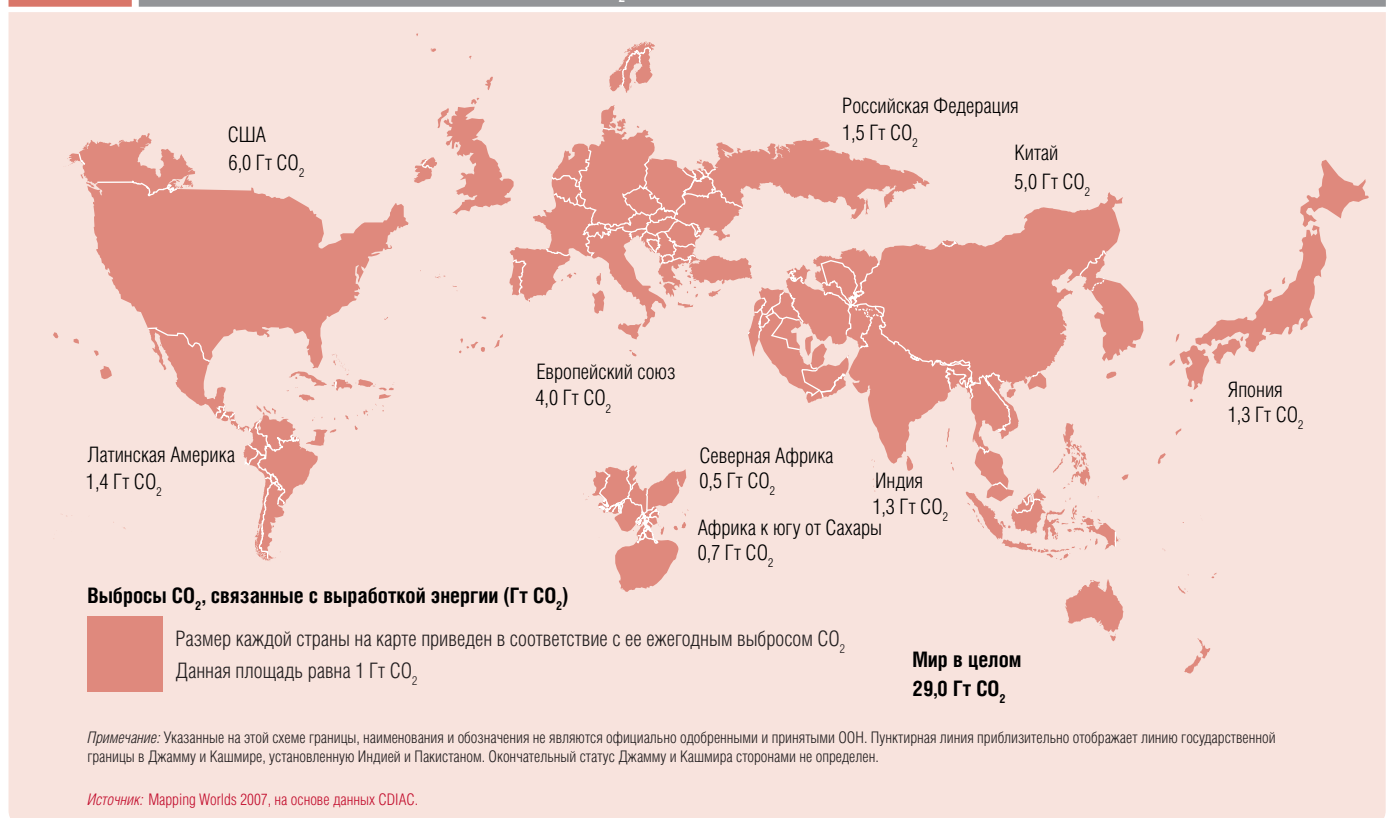 США
6,0 Гт CO₂
Российская Федерация
1,5 Гт CO₂
Китай
5,0 Гт CO₂
Европейский союз
4,0 Гт CO₂
Япония
1,3 Гт CO₂
Латинская Америка
1,4 Гт CO₂
Северная Африка
0,5 Гт CO₂
Индия
1,3 Гт CO₂
Африка к югу от Сахары
0,7 Гт CO₂
Выбросы CO₂, связанные с выработкой энергии (Гт CO₂)
Размер каждой страны на карте приведен в соответствие с ее ежегодным выбросом CO₂
Данная площадь равна 1 Гт CO₂
Мир в целом
29,0 Гт CO₂
Примечание: Указанные на этой схеме границы, наименования и обозначения не являются официально одобренными и принятыми ООН. Пунктирная линия приблизительно отображает линию государственной
границы в Джамму и Кашмире, установленную Индией и Пакистаном. Окончательный статус Джамму и Кашмира сторонами не определен.
Источник: Mapping Worlds 2007, на основе данных CDIAC.